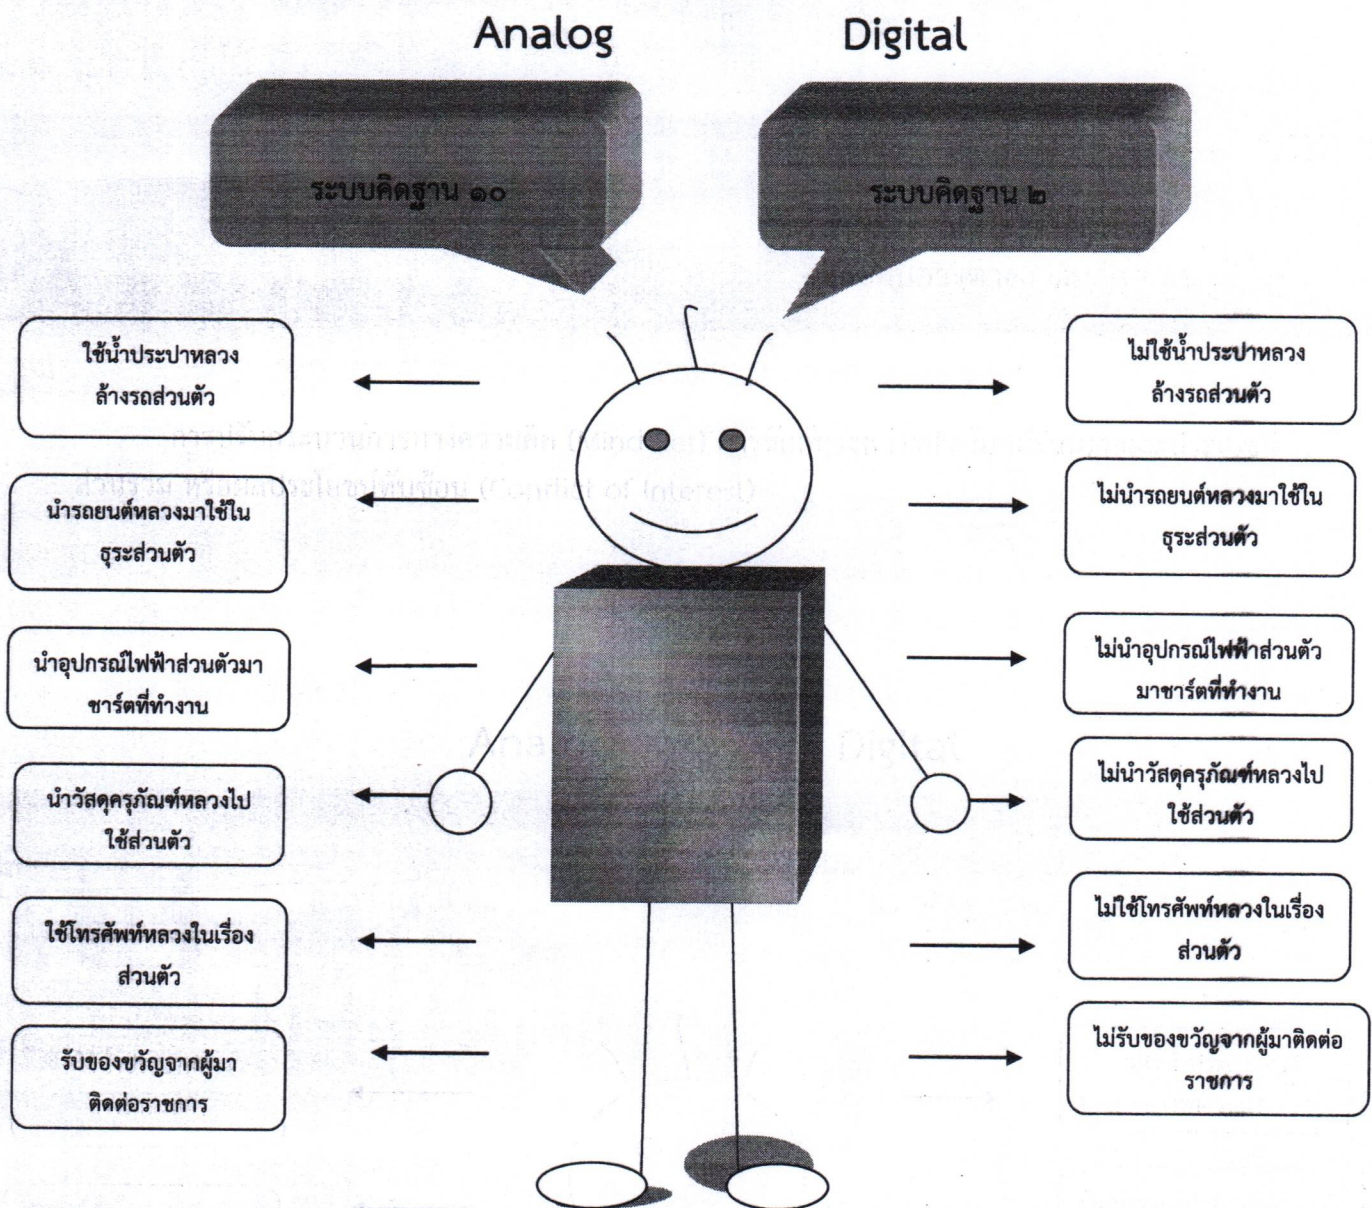 Analog
Digital
ระบบคิดฐาน ๑๐
ระบบคิดฐาน ๒
ใช้น้ำประปาหลวง
ล้างรถส่วนตัว
ไม่ใช้น้ำประปาหลวง
ล้างรถส่วนตัว
(Conflict of Interest)
นำรถยนต์หลวงมาใช้ใน
ธุระส่วนตัว
ไม่นำรถยนต์หลวงมาใช้ใน
ธุระส่วนตัว
นำอุปกรณ์ไฟฟ้าส่วนตัวมา
ชาร์ตที่ทำงาน
ไม่นำอุปกรณ์ไฟฟ้าส่วนตัว
มาชาร์ตที่ทำงาน
Digital
นำวัสดุครุภัณฑ์หลวงไป
ใช้ส่วนตัว
ไม่นำวัสดุครุภัณฑ์หลวงไป
ใช้ส่วนตัว
ใช้โทรศัพท์หลวงในเรื่อง
ส่วนตัว
ไม่ใช้โทรศัพท์หลวงในเรื่อง
ส่วนตัว
รับของขวัญจากผู้มา
ติดต่อราชการ
ไม่รับของขวัญจากผู้มาติดต่อ
ราชการ